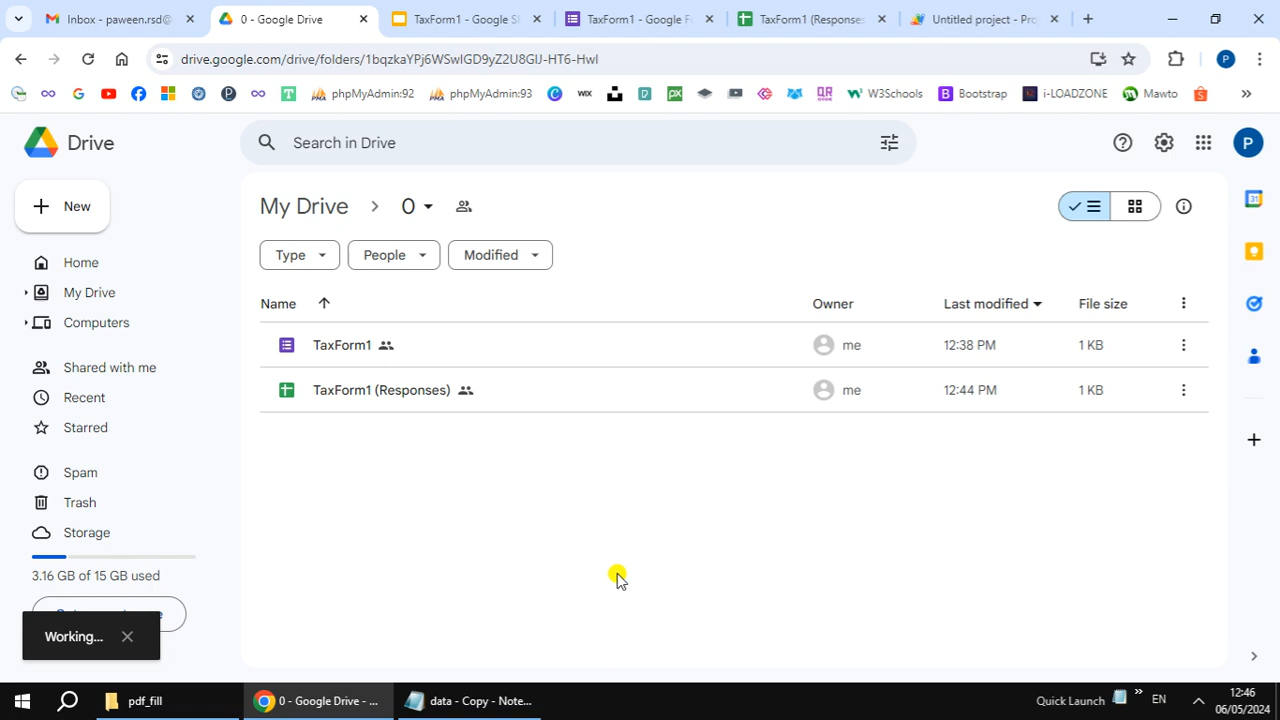 Inbox - paween.rsd@
0 - Google Drive
TaxForm1 - Google Sl
TaxForm1 - Google Fo
TaxForm1 (Responses
Untitled project - Pro
drive.google.com/drive/folders/1bqzkaYPj6WSwIGD9yZ2U8GIJ-HT6-HwI
P
phpMyAdmin:92
phpMyAdmin:93
WIX
W3Schools
Bootstrap
i-LOADZONE
Mawto
Drive
Search in Drive
P
New
My Drive
0
Type
People
Modified
Home
My Drive
Computers
Shared with me
Recent
Starred
Spam
Trash
Storage
3.16 GB of 15 GB used
Name
Owner
Last modified
File size
TaxForm1
me
12:38 PM
1 KB
TaxForm1 (Responses)
me
12:44 PM
1 KB
31
Working...
pdf_fill
0 - Google Drive - ...
data - Copy - Note...
Quick Launch
EN
12:46
06/05/2024